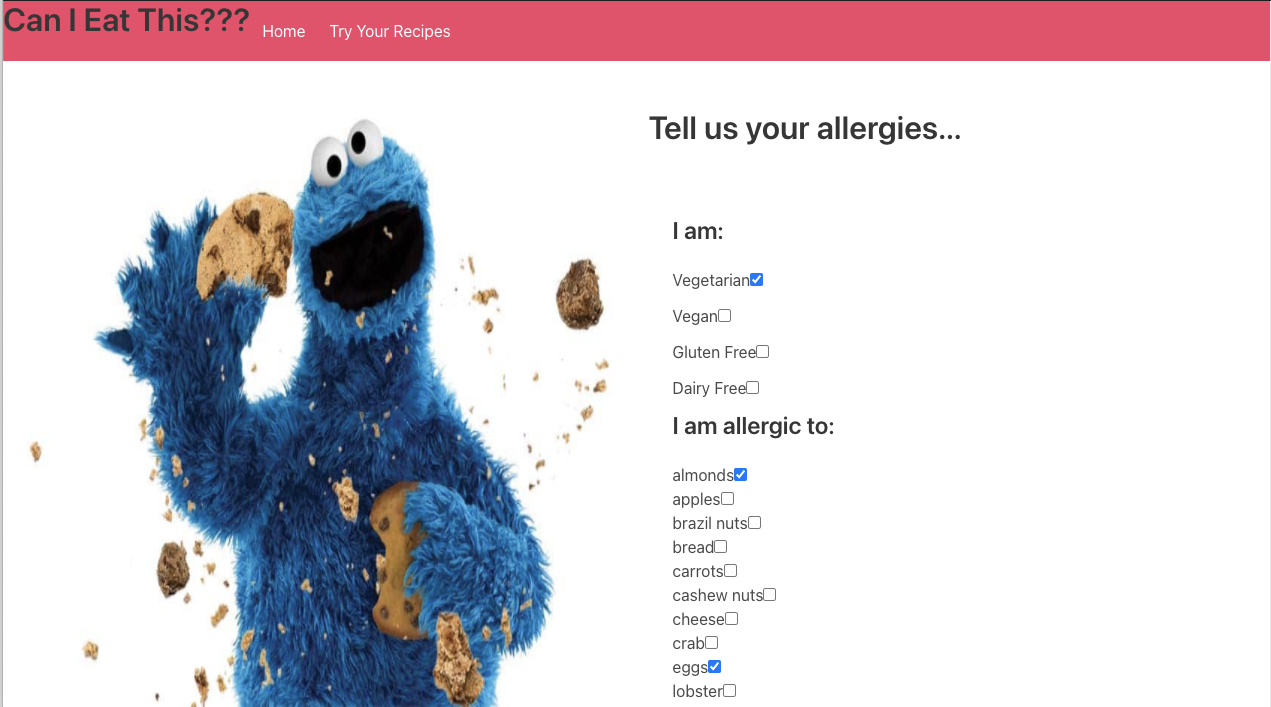 Can I Eat This???
Home
Try Your Recipes
Tell us your allergies...
I am:
Vegetarian
Vegan
Gluten Free
Dairy Free
I am allergic to:
almonds
apples
brazil nuts
bread
carrots
cashew nuts
cheese
crab
eggs
lobster